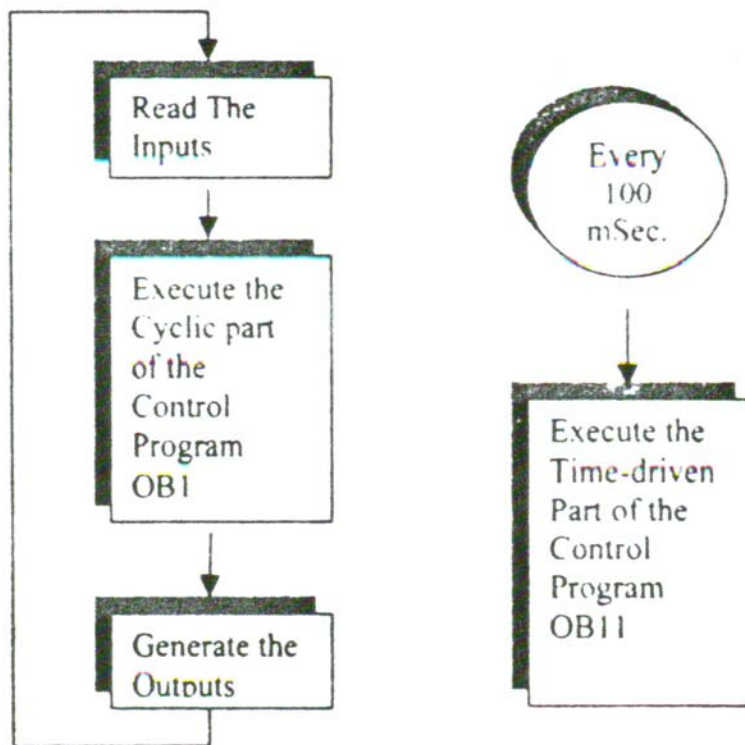 Read The
Inputs
Execute the
Cyclic part
of the
Control
Program
OB1
Generate the
Outputs
Every
100
mSec.
Execute the
Time-driven
Part of the
Control
Program
OB11